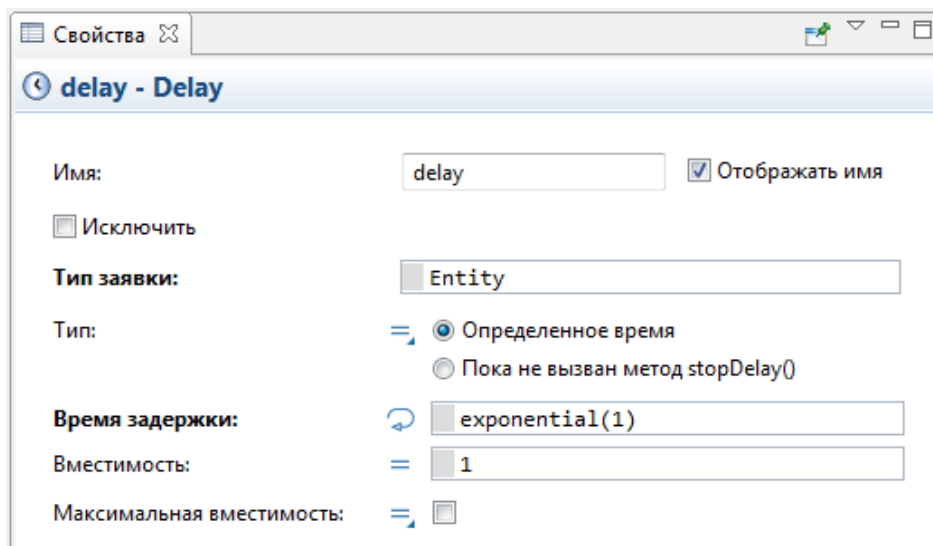 Свойства
delay - Delay
Имя: delay Отображать имя
Исключить
Тип заявки: Entity
Тип: Определенное время
Пока не вызван метод stopDelay()
Время задержки: exponential(1)
Вместимость: 1
Максимальная вместимость: